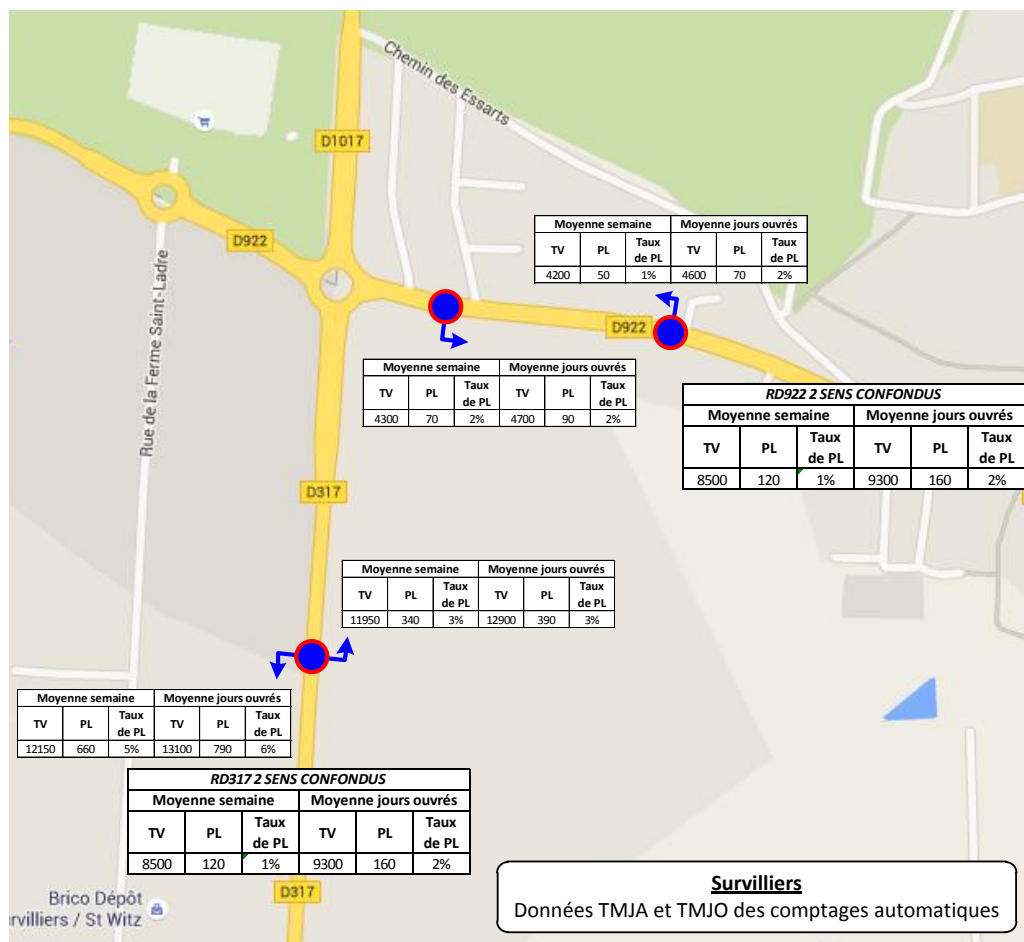 Chemin des Essarts
D1017
D922
Rue de la Ferme Saint-Ladre
Moyenne semaine Moyenne jours ouvrés
TV PL Taux de PL TV PL Taux de PL
4200 50 1% 4600 70 2%
D922
Moyenne semaine Moyenne jours ouvrés
TV PL Taux de PL TV PL Taux de PL
4300 70 2% 4700 90 2%
RD922 2 SENS CONFONDUS
Moyenne semaine Moyenne jours ouvrés
TV PL Taux de PL TV PL Taux de PL
8500 120 1% 9300 160 2%
D317
Moyenne semaine Moyenne jours ouvrés
TV PL Taux de PL TV PL Taux de PL
11950 340 3% 12900 390 3%
Moyenne semaine Moyenne jours ouvrés
TV PL Taux de PL TV PL Taux de PL
12150 660 5% 13100 790 6%
RD317 2 SENS CONFONDUS
Moyenne semaine Moyenne jours ouvrés
TV PL Taux de PL TV PL Taux de PL
8500 120 1% 9300 160 2%
D317
Brico Dépôt
rvilliers / St Witz
Survilliers
Données TMJA et TMJO des comptages automatiques